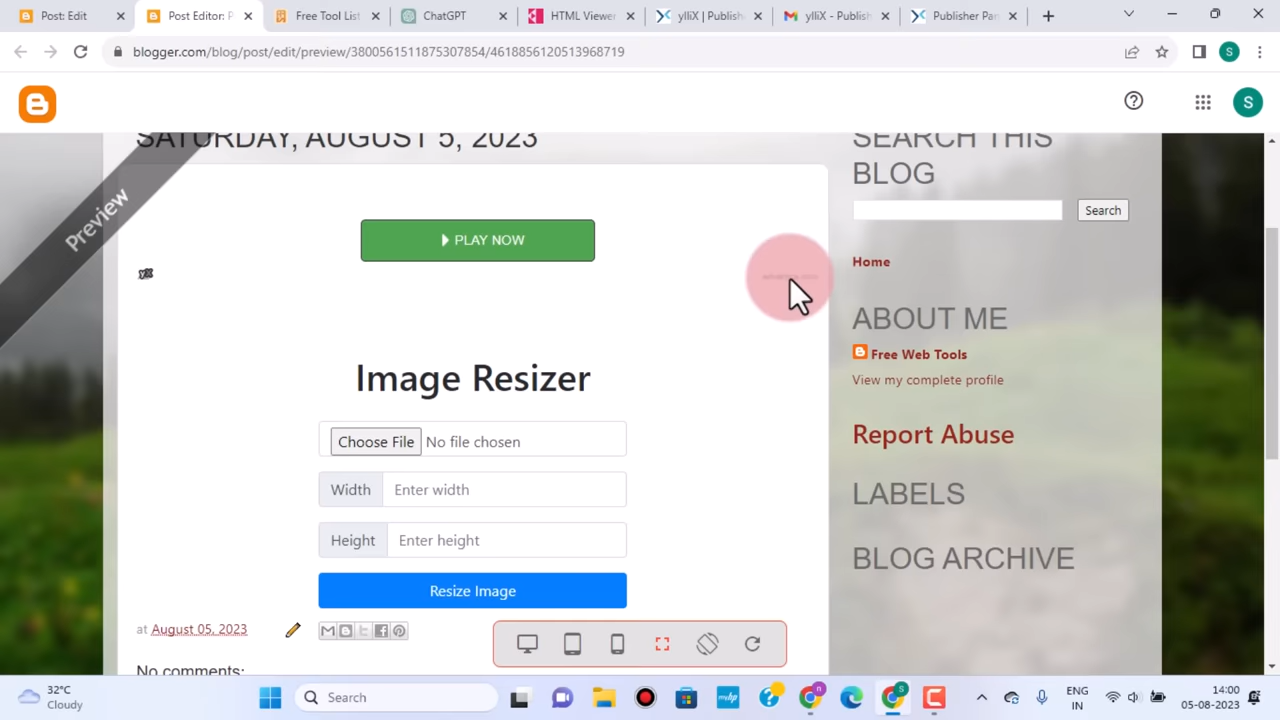 Post: Edit
Post Editor: P
Free Tool List
ChatGPT
HTML Viewer
ylliX | Publish
ylliX - Publish
Publisher Pan
blogger.com/blog/post/edit/preview/3800561511875307854/4618856120513968719
S
S
Preview
SATURDAY, AUGUST 5, 2023
PLAY NOW
yX
Image Resizer
Choose File No file chosen
Width Enter width
Height Enter height
Resize Image
at August 05, 2023
No comments:
SEARCH THIS
BLOG
Search
Home
ABOUT ME
Free Web Tools
View my complete profile
Report Abuse
LABELS
BLOG ARCHIVE
32°C
Cloudy
Search
ENG
IN
14:00
05-08-2023